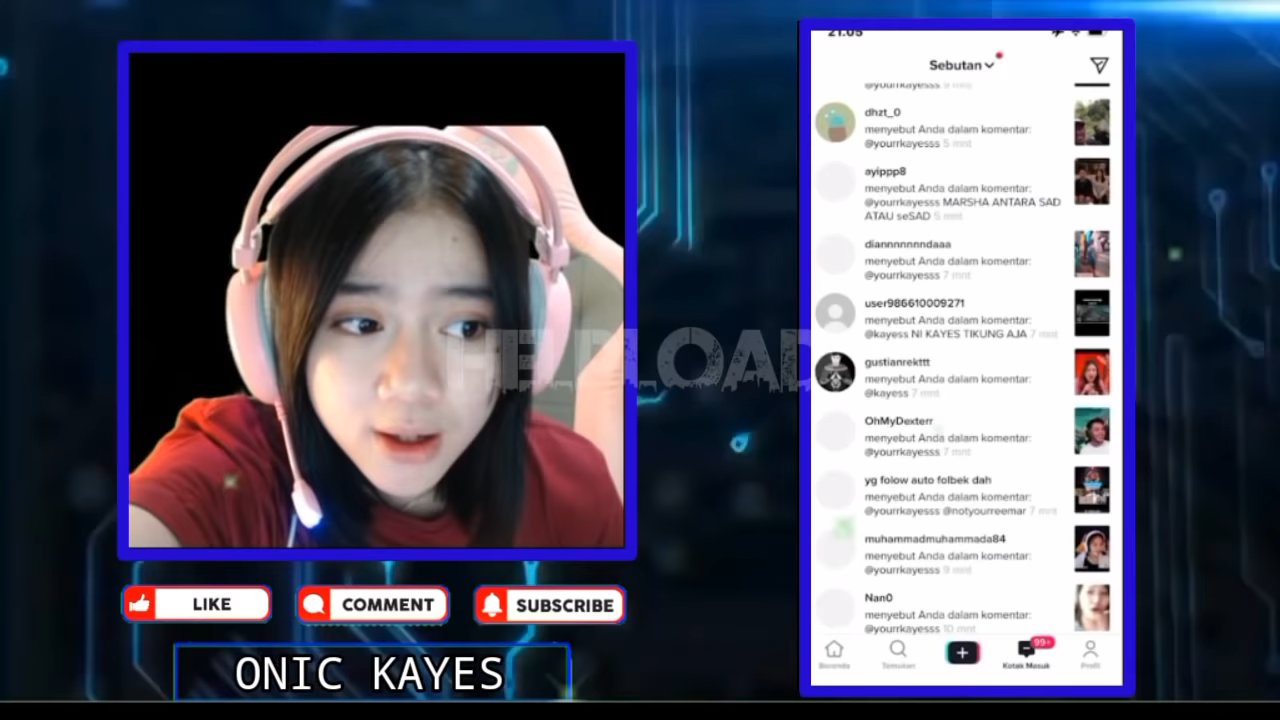 LIKE
COMMENT
SUBSCRIBE
ONIC KAYES
21.05
Sebutan
@yourrkayesss 9 mnt
dhzt_0
menyebut Anda dalam komentar:
@yourrkayesss 5 mnt
ayippp8
menyebut Anda dalam komentar:
@yourrkayesss MARSHA ANTARA SAD
ATAU seSAD 5 mnt
diannnnnnndaaa
menyebut Anda dalam komentar:
@yourrkayesss 7 mnt
user986610009271
menyebut Anda dalam komentar:
@kayess NI KAYES TIKUNG AJA 7 mnt
gustianrekttt
menyebut Anda dalam komentar:
@kayess 7 mnt
OhMyDexterr
menyebut Anda dalam komentar:
@yourrkayesss 7 mnt
yg folow auto folbek dah
menyebut Anda dalam komentar:
@yourrkayesss @notyourreemar 7 mnt
muhammadmuhammada84
menyebut Anda dalam komentar:
@yourrkayesss 9 mnt
Nan0
menyebut Anda dalam komentar:
@yourrkayesss 10 mnt
99+
Beranda Temukan Kotak Masuk Profil